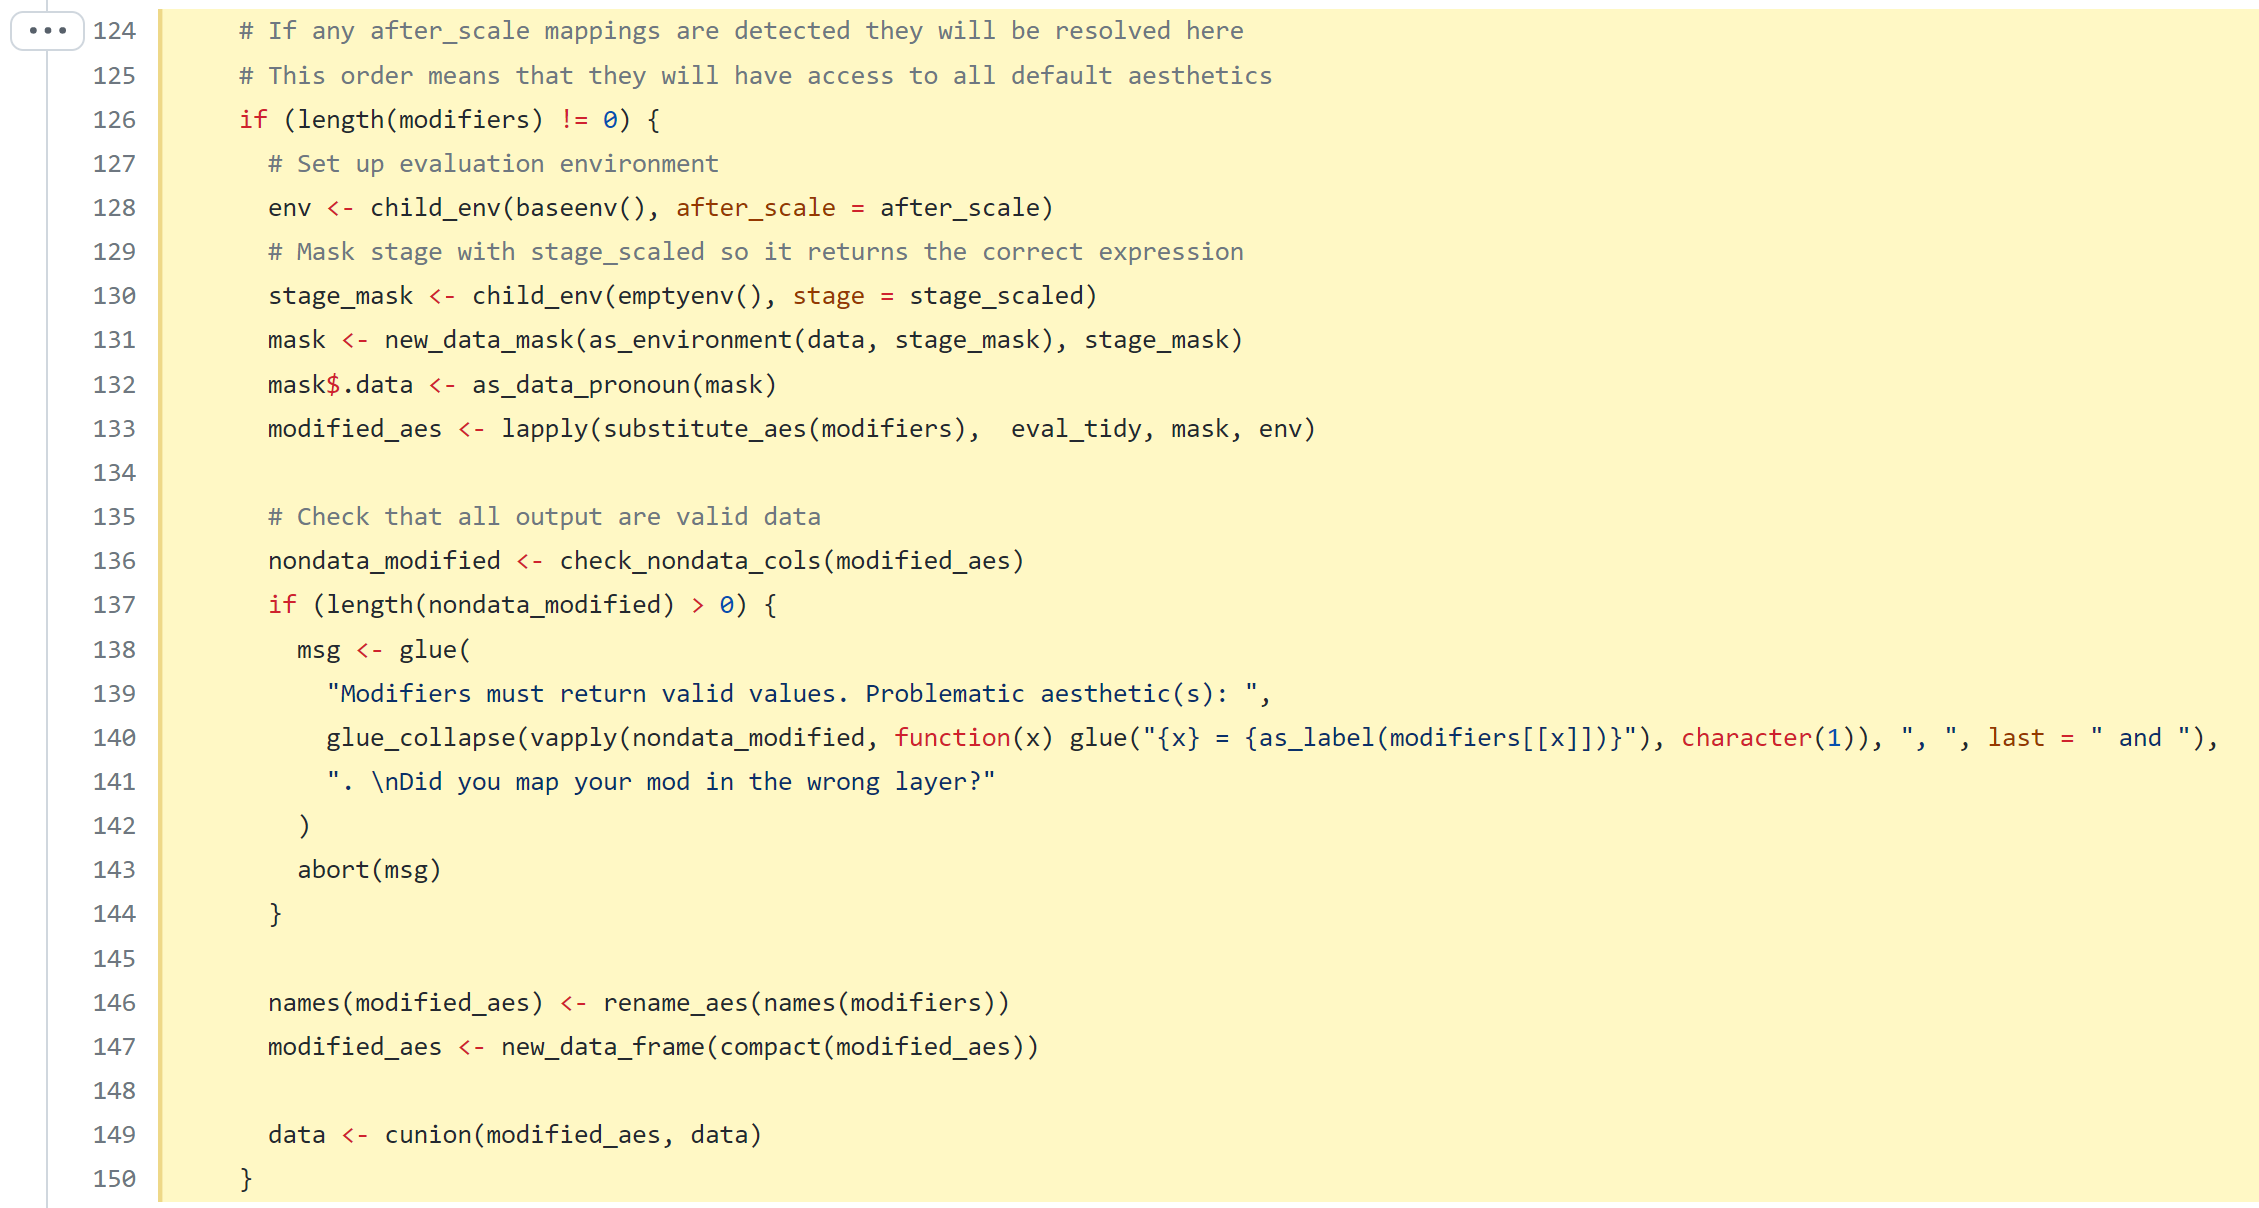 124 # If any after_scale mappings are detected they will be resolved here
125 # This order means that they will have access to all default aesthetics
126 if (length(modifiers) != 0) {
127 # Set up evaluation environment
128 env <- child_env(baseenv(), after_scale = after_scale)
129 # Mask stage with stage_scaled so it returns the correct expression
130 stage_mask <- child_env(emptyenv(), stage = stage_scaled)
131 mask <- new_data_mask(as_environment(data, stage_mask), stage_mask)
132 mask$.data <- as_data_pronoun(mask)
133 modified_aes <- lapply(substitute_aes(modifiers),  eval_tidy, mask, env)
134
135 # Check that all output are valid data
136 nondata_modified <- check_nondata_cols(modified_aes)
137 if (length(nondata_modified) > 0) {
138 msg <- glue(
139 "Modifiers must return valid values. Problematic aesthetic(s): ",
140 glue_collapse(vapply(nondata_modified, function(x) glue("{x} = {as_label(modifiers[[x]])}"), character(1)), ", ", last = " and "),
141 ". \nDid you map your mod in the wrong layer?"
142 )
143 abort(msg)
144 }
145
146 names(modified_aes) <- rename_aes(names(modifiers))
147 modified_aes <- new_data_frame(compact(modified_aes))
148
149 data <- cunion(modified_aes, data)
150 }